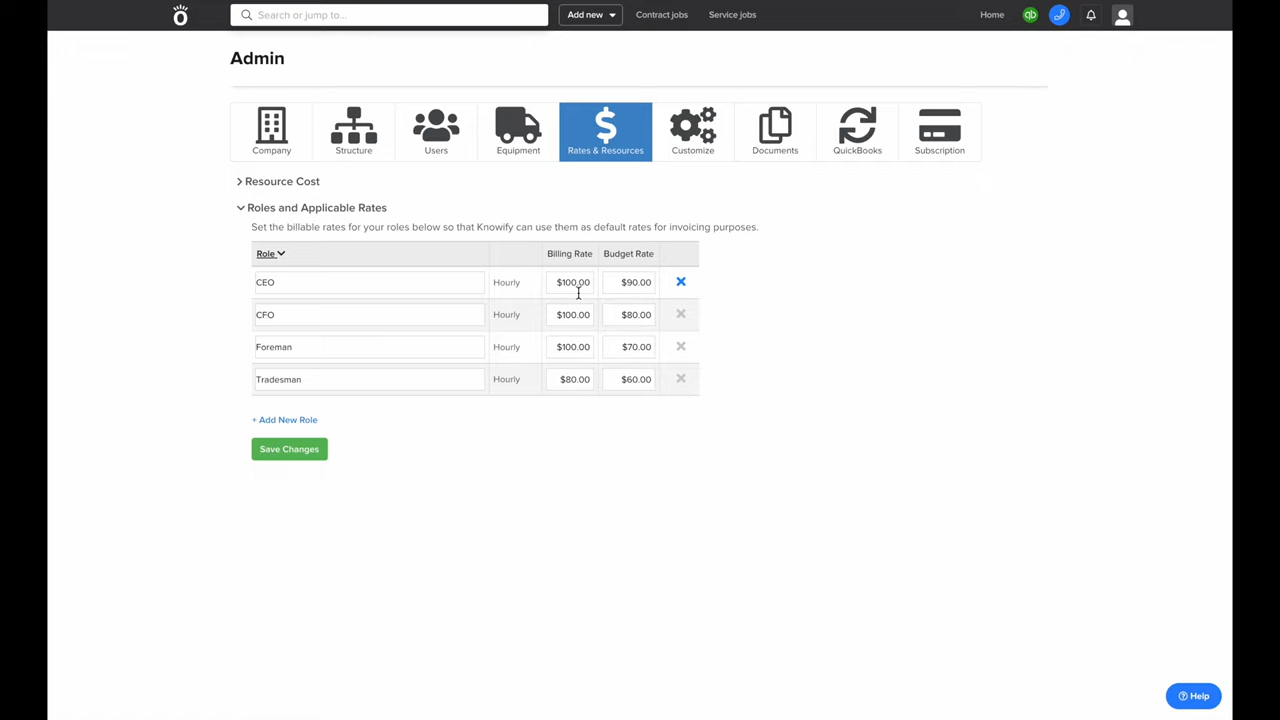 Search or jump to...
Add new
Contract jobs
Service jobs
Home
qb
Admin
Company
Structure
Users
Equipment
$
Rates & Resources
Customize
Documents
QuickBooks
Subscription
Resource Cost
Roles and Applicable Rates
Set the billable rates for your roles below so that Knowify can use them as default rates for invoicing purposes.
Role Billing Rate Budget Rate
CEO Hourly $100.00 $90.00
CFO Hourly $100.00 $80.00
Foreman Hourly $100.00 $70.00
Tradesman Hourly $80.00 $60.00
+ Add New Role
Save Changes
? Help